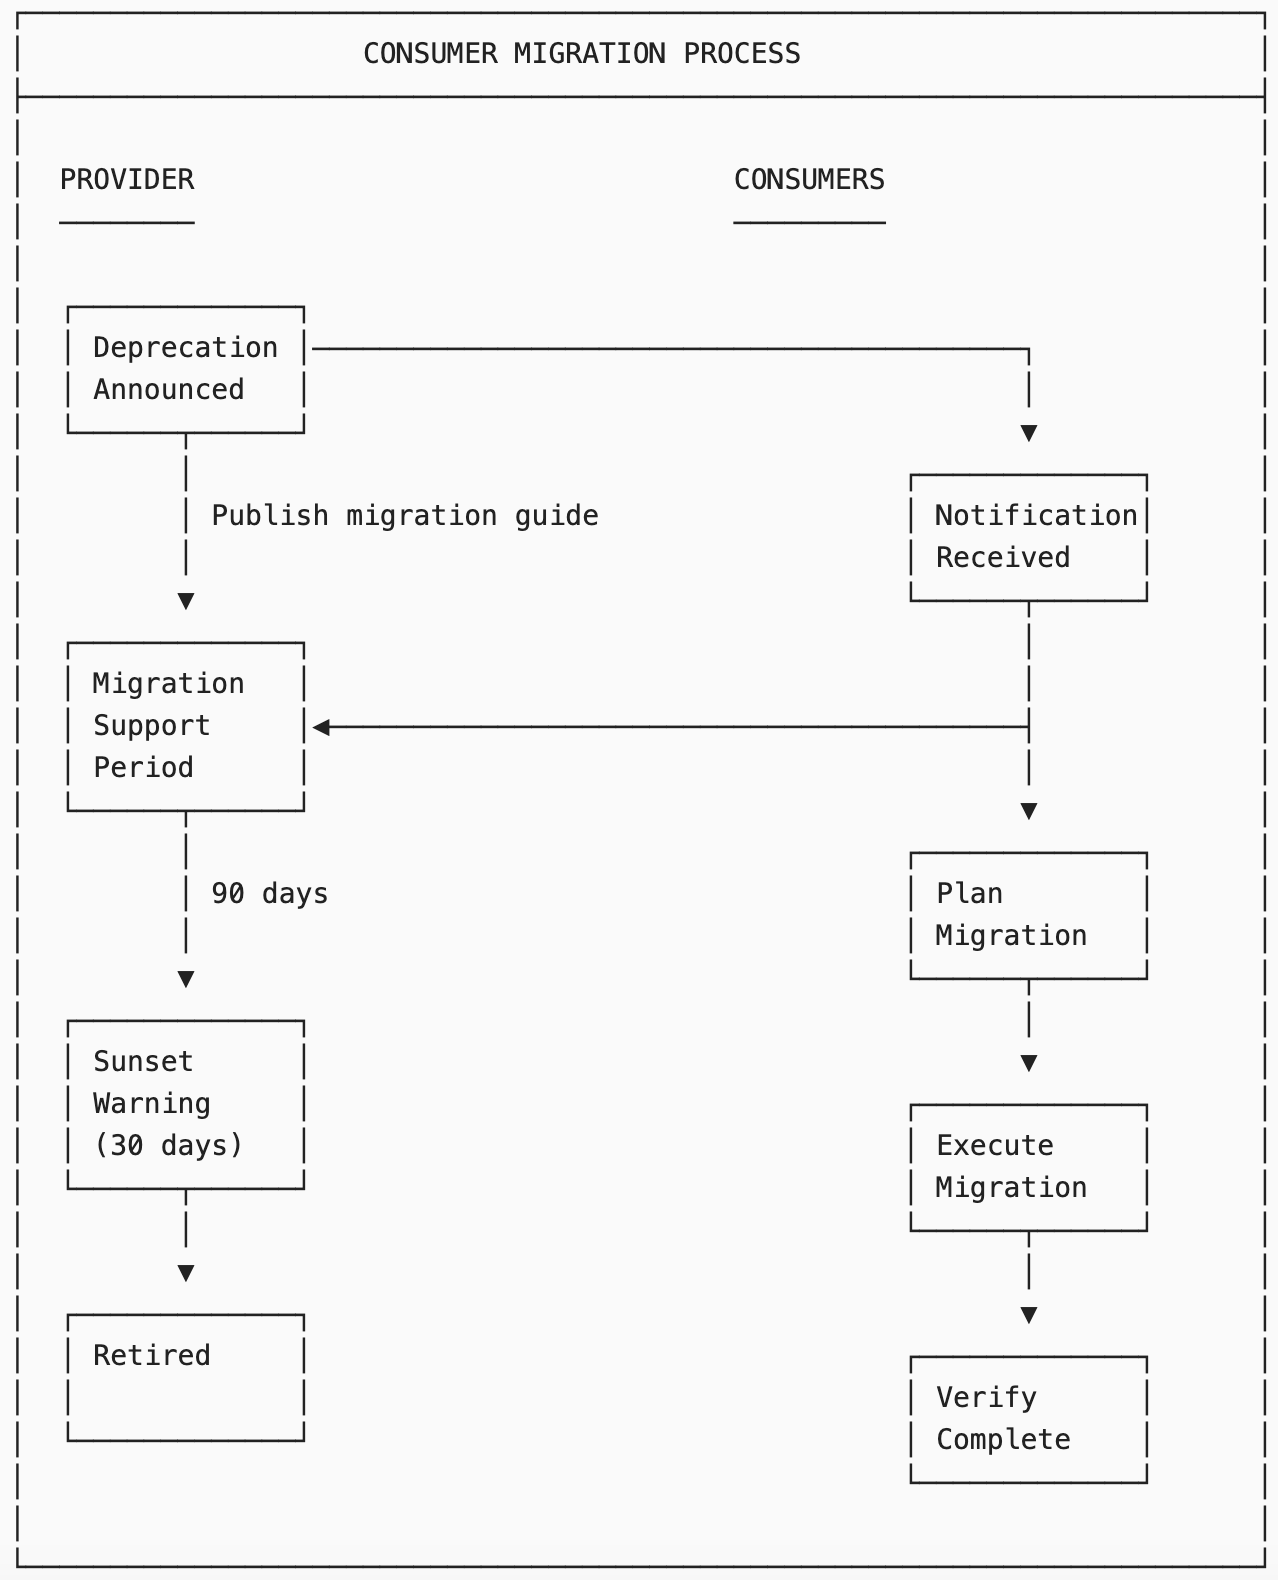 CONSUMER MIGRATION PROCESS
PROVIDER
CONSUMERS
Deprecation
Announced
Publish migration guide
Notification
Received
Migration
Support
Period
90 days
Plan
Migration
Sunset
Warning
(30 days)
Execute
Migration
Retired
Verify
Complete